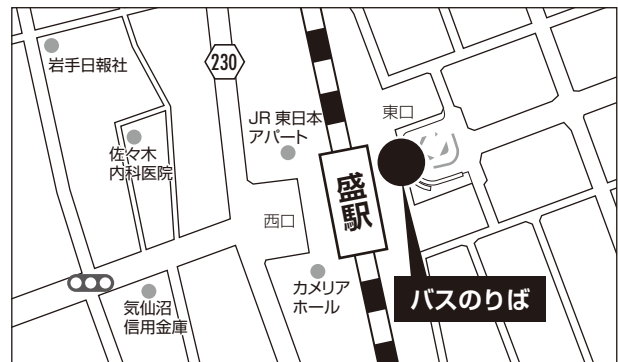 岩手日報社
230
JR 東日本
アパート
東口
佐々木
内科医院
盛駅
西口
カメリア
ホール
バスのりば
気仙沼
信用金庫